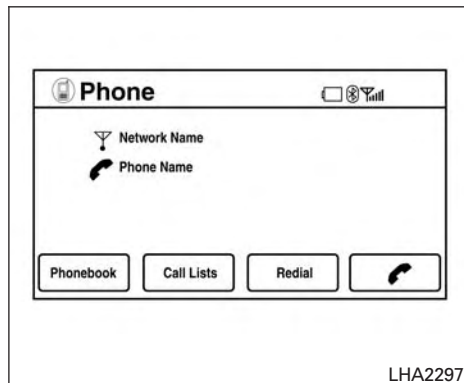 Phone
Network Name
Phone Name
Phonebook
Call Lists
Redial
LHA2297